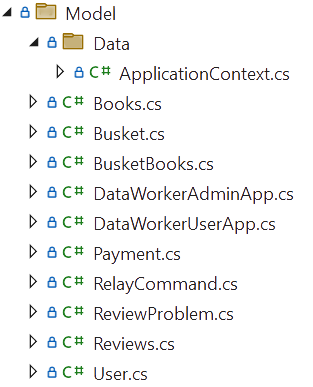 Model
Data
C# ApplicationContext.cs
C# Books.cs
C# Busket.cs
C# BusketBooks.cs
C# DataWorkerAdminApp.cs
C# DataWorkerUserApp.cs
C# Payment.cs
C# RelayCommand.cs
C# ReviewProblem.cs
C# Reviews.cs
C# User.cs